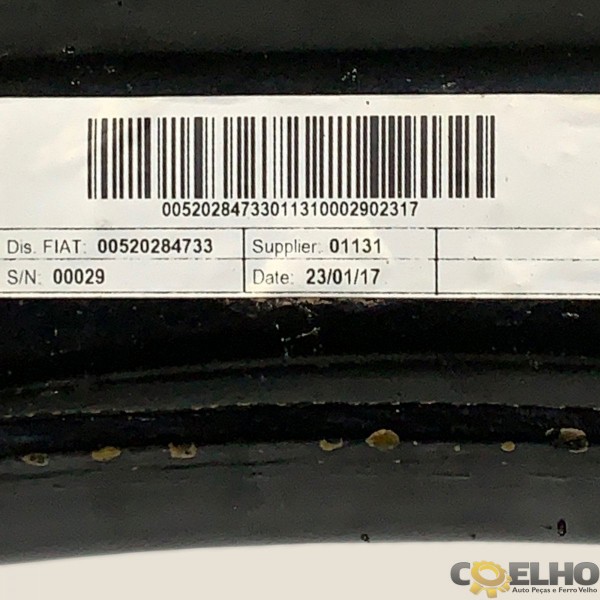 00520284733011310002902317
Dis. FIAT: 00520284733 Supplier: 01131
S/N: 00029 Date: 23/01/17
COELHO
Auto Peças e Ferro Velho